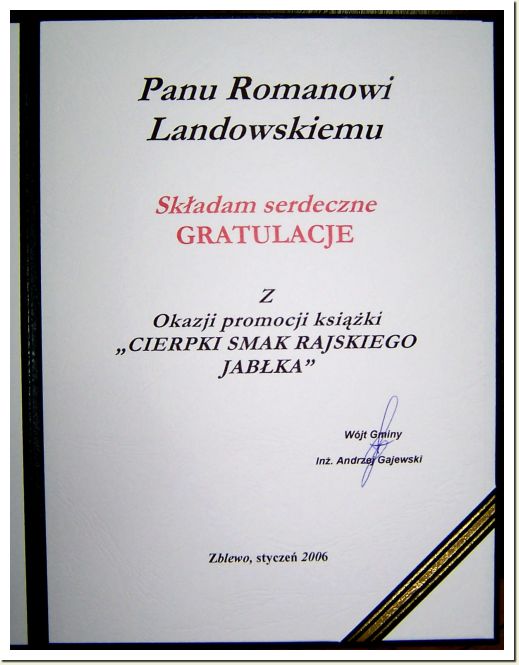 Panu Romanowi
Landowskiemu
Składam serdeczne
GRATULACJE
Z
Okazji promocji książki
„CIERPKI SMAK RAJSKIEGO
JABŁKA”
Wójt Gminy
Inż. Andrzej Gajewski
Zblewo, styczeń 2006